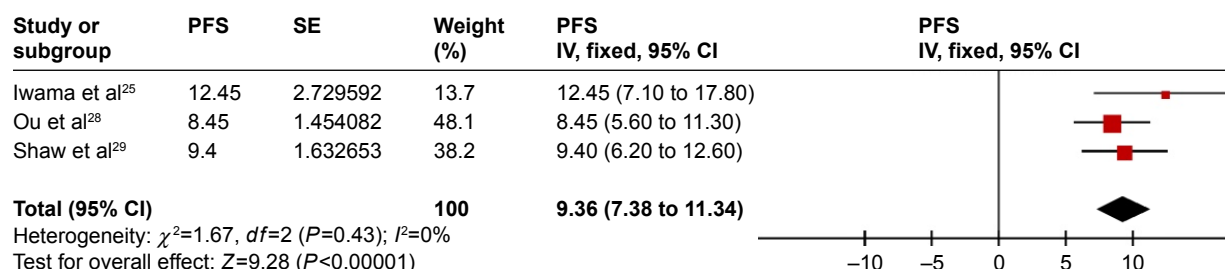 Study or subgroup PFS SE Weight (%) PFS IV, fixed, 95% CI PFS IV, fixed, 95% CI
Iwama et al²⁵ 12.45 2.729592 13.7 12.45 (7.10 to 17.80)
Ou et al²⁸ 8.45 1.454082 48.1 8.45 (5.60 to 11.30)
Shaw et al²⁹ 9.4 1.632653 38.2 9.40 (6.20 to 12.60)
Total (95% CI) 100 9.36 (7.38 to 11.34)
Heterogeneity: χ²=1.67, df=2 (P=0.43); I²=0%
Test for overall effect: Z=9.28 (P<0.00001)
–10 –5 0 5 10